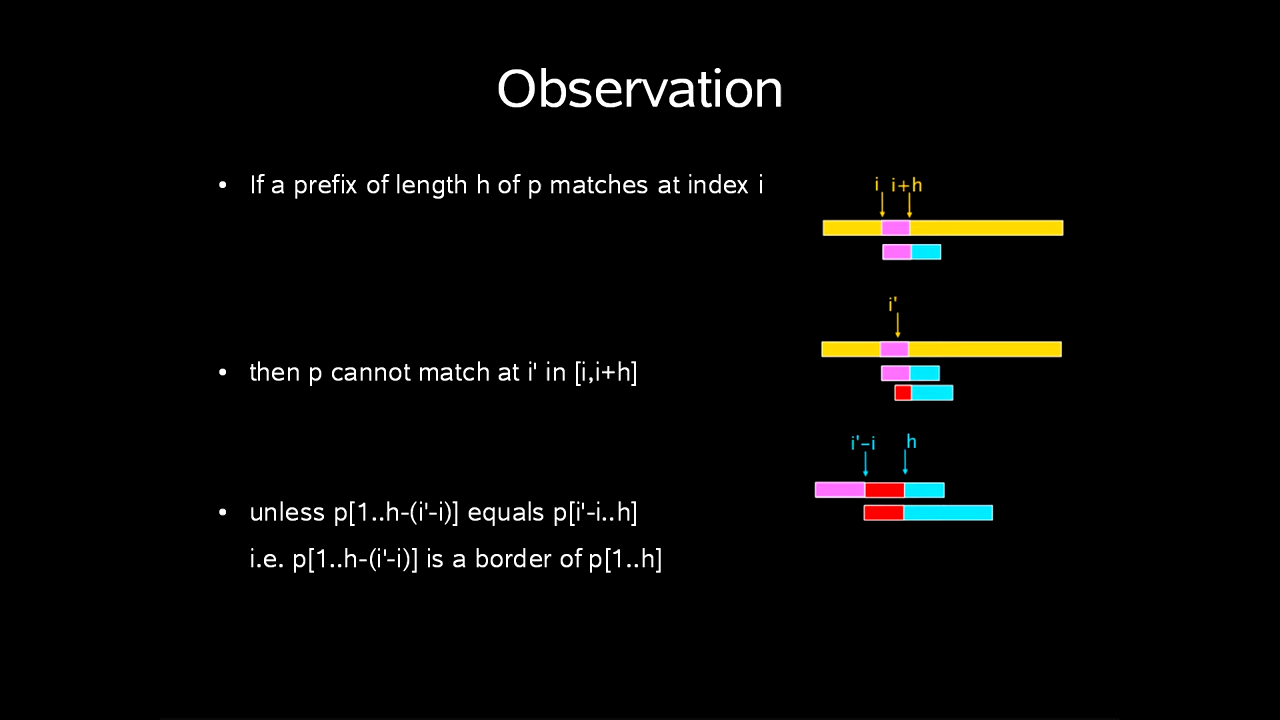 Observation
• If a prefix of length h of p matches at index i
i i+h
i'
• then p cannot match at i' in [i,i+h]
i'-i h
• unless p[1..h-(i'-i)] equals p[i'-i..h]
i.e. p[1..h-(i'-i)] is a border of p[1..h]